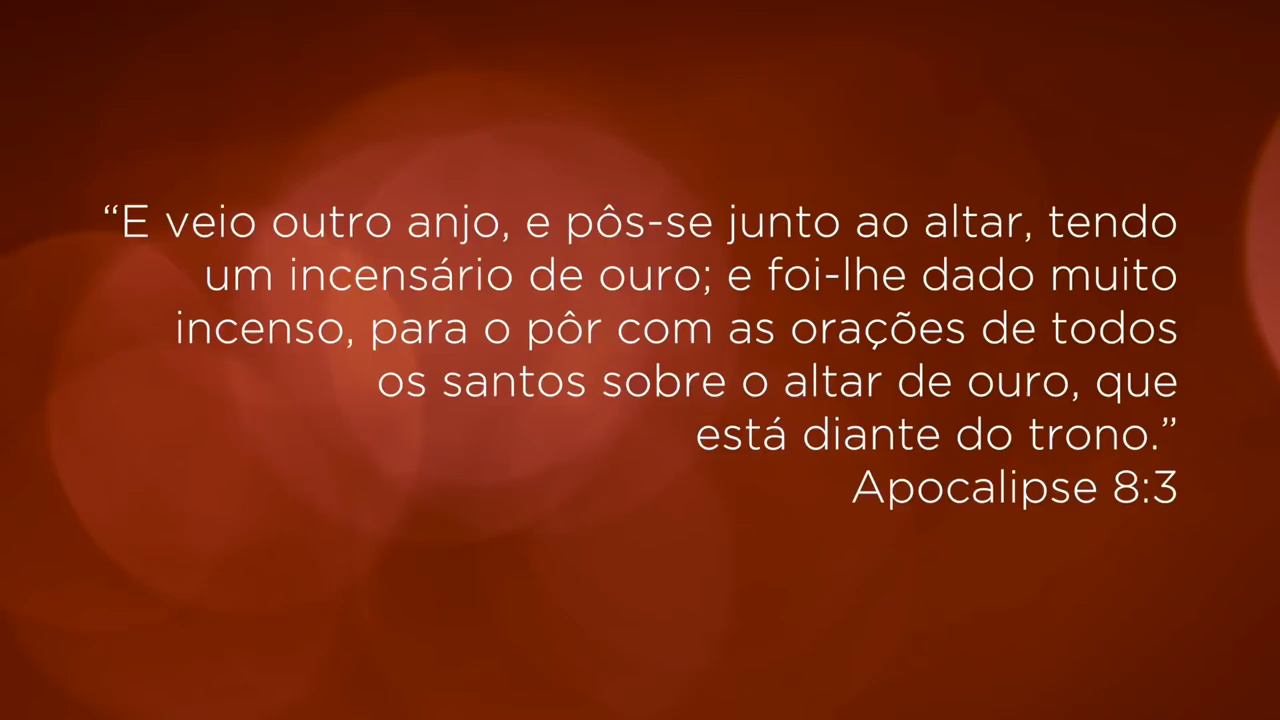 “E veio outro anjo, e pôs-se junto ao altar, tendo
um incensário de ouro; e foi-lhe dado muito
incenso, para o pôr com as orações de todos
os santos sobre o altar de ouro, que
está diante do trono.”
Apocalipse 8:3